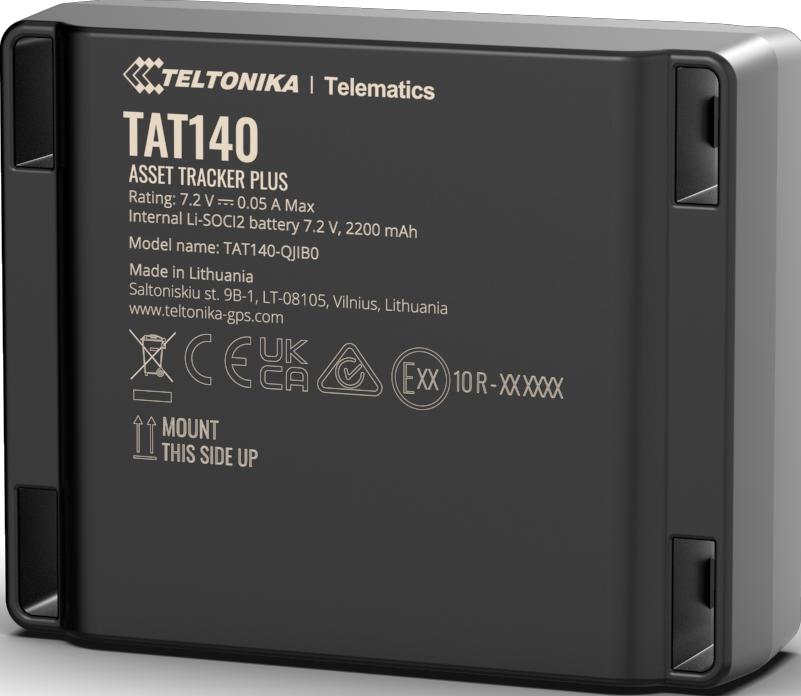 TELTONIKA | Telematics
TAT140
ASSET TRACKER PLUS
Rating: 7.2 V ⎓ 0.05 A Max
Internal Li-SOCl2 battery 7.2 V, 2200 mAh
Model name: TAT140-QJIB0
Made in Lithuania
Saltoniskiu st. 9B-1, LT-08105, Vilnius, Lithuania
www.teltonika-gps.com
CE UK CA EXX 10R-XXXXXX
MOUNT
THIS SIDE UP